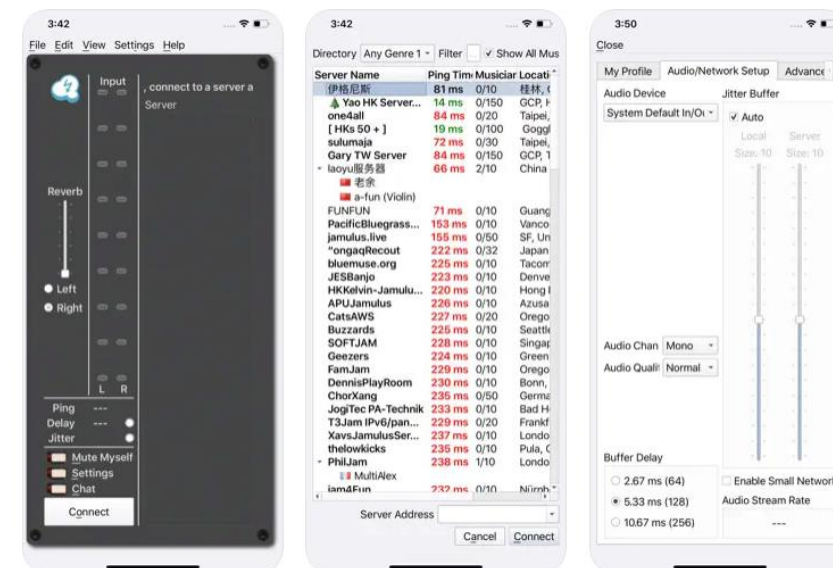 3:42
File Edit View Settings Help
Input
, connect to a server a
Server
Reverb
Left
Right
L R
Ping ---
Delay ---
Jitter
Mute Myself
Settings
Chat
Connect
3:42
Directory Any Genre 1 Filter Show All Mus
Server Name Ping Tim Musiciar Locati
伊格尼斯 81 ms 0/10 桂林,
Yao HK Server... 14 ms 0/150 GCP, H
one4all 84 ms 0/20 Taipei,
[ HKs 50 + ] 19 ms 0/100 Goggl
sulumaja 72 ms 0/30 Taipei,
Gary TW Server 84 ms 0/150 GCP, T
laoyu服务器 66 ms 2/10 China
老余
a-fun (Violin)
FUNFUN 71 ms 0/10 Guang
PacificBluegrass... 153 ms 0/10 Vanco
jamulus.live 155 ms 0/50 SF, Un
"ongaqRecout 222 ms 0/32 Japan
bluemuse.org 225 ms 0/10 Tacom
JESBanjo 223 ms 0/10 Denve
HKKelvin-Jamulu... 220 ms 0/10 Hong
APUJamulus 226 ms 0/10 Azusa
CatsAWS 227 ms 0/20 Orego
Buzzards 225 ms 0/10 Seattle
SOFTJAM 228 ms 0/10 Singap
Geezers 224 ms 0/10 Green
FamJam 229 ms 0/10 Orego
DennisPlayRoom 230 ms 0/10 Bonn,
ChorXang 235 ms 0/50 Germa
JogiTec PA-Technik 233 ms 0/10 Bad H
T3Jam IPv6/pan... 229 ms 0/20 Frankf
XavsJamulusSer... 237 ms 0/10 Londo
thelowkicks 235 ms 0/10 Pula, C
PhilJam 238 ms 1/10 Londo
MultiAlex
jam4Fun 232 ms 0/10 Nürnb
Server Address
Cancel Connect
3:50
Close
My Profile Audio/Network Setup Advance
Audio Device Jitter Buffer
System Default In/Ou Auto
Local Server
Size: 10 Size: 10
Audio Chan Mono
Audio Quali Normal
Buffer Delay
2.67 ms (64) Enable Small Network
5.33 ms (128) Audio Stream Rate
10.67 ms (256) ---